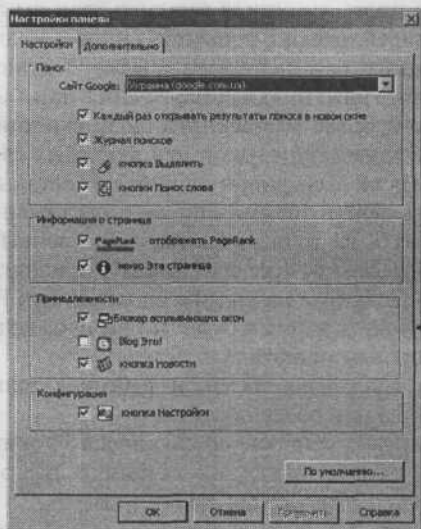 Настройки панели
Настройки Дополнительно
Поиск
Сайт Google: Украина (google.com.ua)
Каждый раз открывать результаты поиска в новом окне
Журнал поисков
кнопка Выделить
кнопки Поиск слова
Информация о странице
PageRank отображать PageRank
меню Эта страница
Принадлежности
Блокер всплывающих окон
Blog Это!
кнопка Новости
Конфигурация
кнопка Настройки
По умолчанию...
ОК Отмена Применить Справка